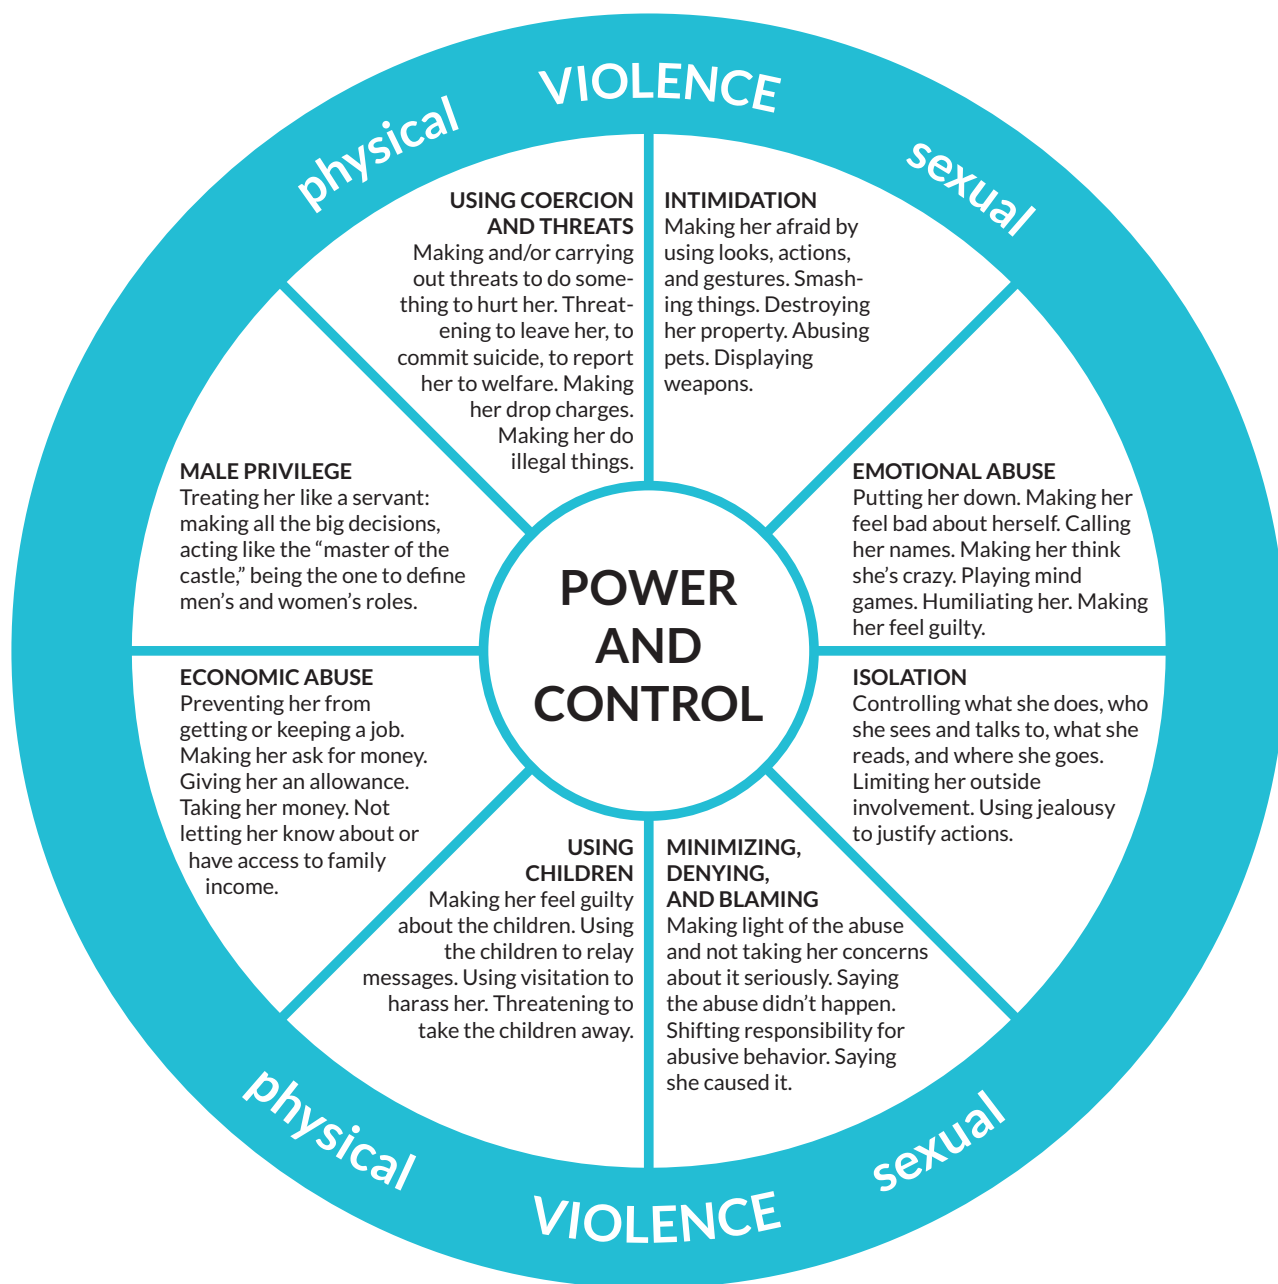 physical
VIOLENCE
sexual
USING COERCION
AND THREATS
Making and/or carrying
out threats to do some-
thing to hurt her. Threat-
ening to leave her, to
commit suicide, to report
her to welfare. Making
her drop charges.
Making her do
illegal things.
INTIMIDATION
Making her afraid by
using looks, actions,
and gestures. Smash-
ing things. Destroying
her property. Abusing
pets. Displaying
weapons.
MALE PRIVILEGE
Treating her like a servant:
making all the big decisions,
acting like the “master of the
castle,” being the one to define
men’s and women’s roles.
EMOTIONAL ABUSE
Putting her down. Making her
feel bad about herself. Calling
her names. Making her think
she’s crazy. Playing mind
games. Humiliating her. Making
her feel guilty.
POWER
AND
CONTROL
ECONOMIC ABUSE
Preventing her from
getting or keeping a job.
Making her ask for money.
Giving her an allowance.
Taking her money. Not
letting her know about or
have access to family
income.
ISOLATION
Controlling what she does, who
she sees and talks to, what she
reads, and where she goes.
Limiting her outside
involvement. Using jealousy
to justify actions.
USING
CHILDREN
Making her feel guilty
about the children. Using
the children to relay
messages. Using visitation to
harass her. Threatening to
take the children away.
MINIMIZING,
DENYING,
AND BLAMING
Making light of the abuse
and not taking her concerns
about it seriously. Saying
the abuse didn’t happen.
Shifting responsibility for
abusive behavior. Saying
she caused it.
physical
VIOLENCE
sexual